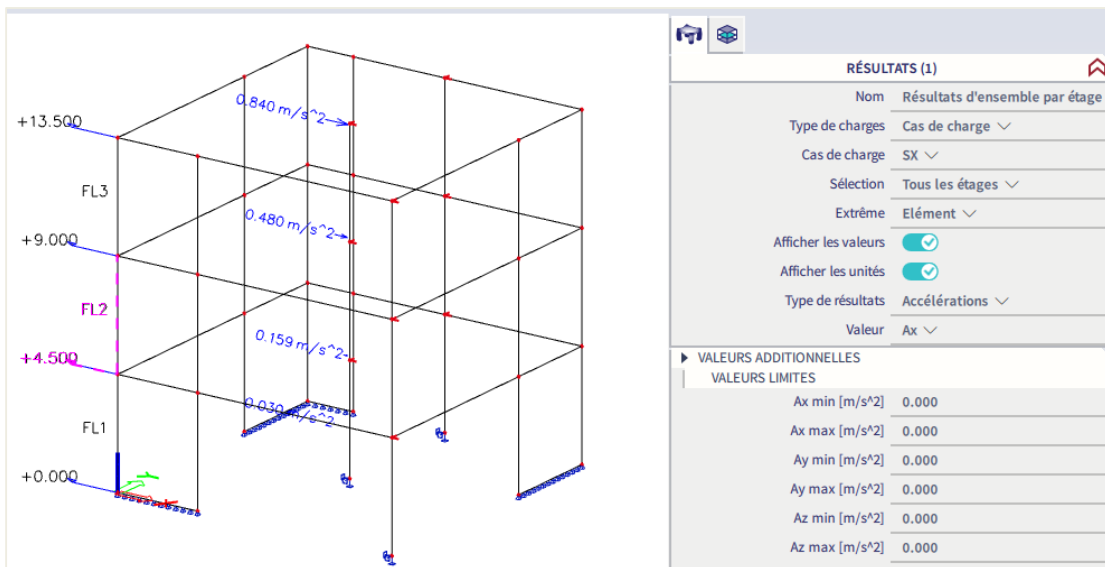 +13.500
FL3
+9.000
FL2
+4.500
FL1
+0.000
0.840 m/s^2
0.480 m/s^2
0.159 m/s^2
0.030 m/s^2
Y
X
RÉSULTATS (1)
Nom Résultats d'ensemble par étage
Type de charges Cas de charge
Cas de charge SX
Sélection Tous les étages
Extrême Elément
Afficher les valeurs
Afficher les unités
Type de résultats Accélérations
Valeur Ax
VALEURS ADDITIONNELLES
VALEURS LIMITES
Ax min [m/s^2] 0.000
Ax max [m/s^2] 0.000
Ay min [m/s^2] 0.000
Ay max [m/s^2] 0.000
Az min [m/s^2] 0.000
Az max [m/s^2] 0.000